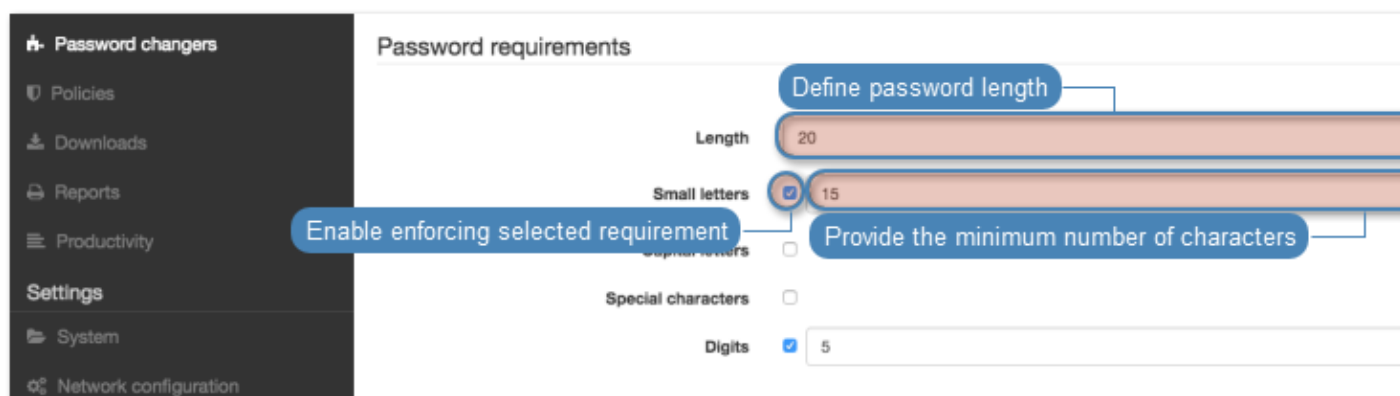 Password changers
Password requirements
Policies
Define password length
Downloads
Length 20
Reports
Small letters 15
Enable enforcing selected requirement
Provide the minimum number of characters
Productivity
letters
Settings
Special characters
System
Digits 5
Network configuration